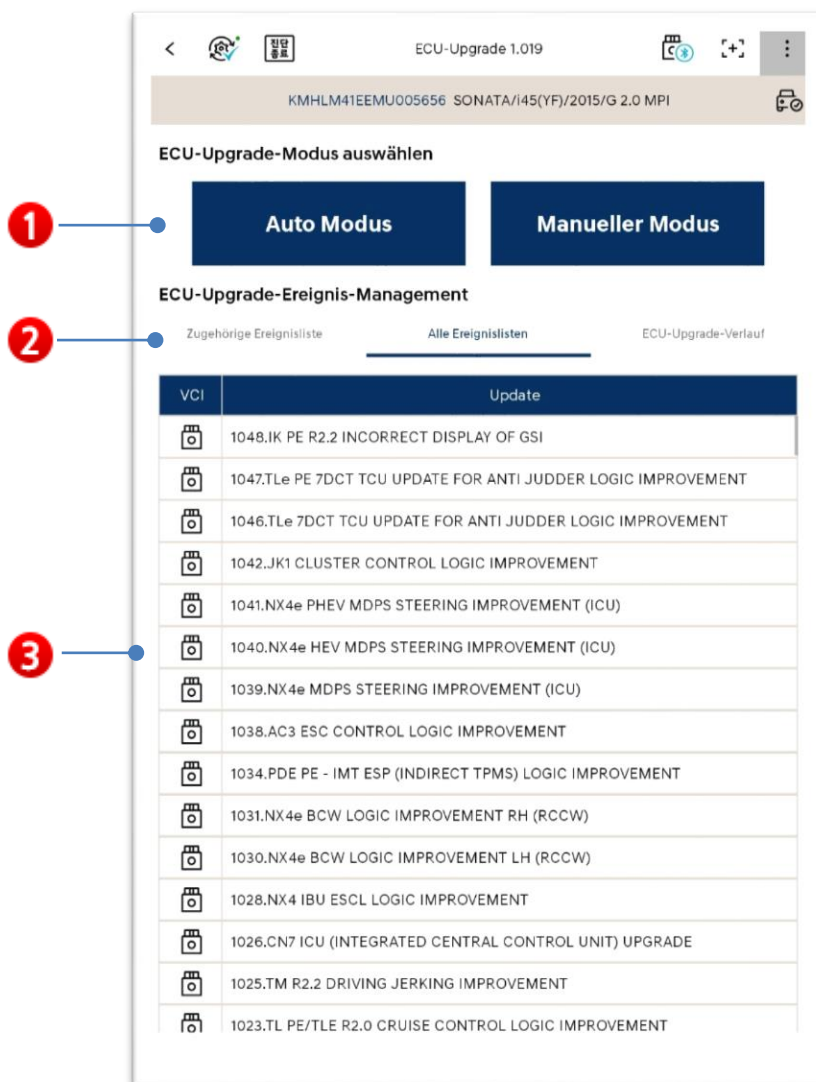 진단
종료
ECU-Upgrade 1.019
KMHLM41EEMU005656 SONATA/i45(YF)/2015/G 2.0 MPI
ECU-Upgrade-Modus auswählen
1
Auto Modus
Manueller Modus
ECU-Upgrade-Ereignis-Management
2
Zugehörige Ereignisliste
Alle Ereignislisten
ECU-Upgrade-Verlauf
VCI Update
1048.IK PE R2.2 INCORRECT DISPLAY OF GSI
1047.TLe PE 7DCT TCU UPDATE FOR ANTI JUDDER LOGIC IMPROVEMENT
1046.TLe 7DCT TCU UPDATE FOR ANTI JUDDER LOGIC IMPROVEMENT
1042.JK1 CLUSTER CONTROL LOGIC IMPROVEMENT
1041.NX4e PHEV MDPS STEERING IMPROVEMENT (ICU)
3
1040.NX4e HEV MDPS STEERING IMPROVEMENT (ICU)
1039.NX4e MDPS STEERING IMPROVEMENT (ICU)
1038.AC3 ESC CONTROL LOGIC IMPROVEMENT
1034.PDE PE - IMT ESP (INDIRECT TPMS) LOGIC IMPROVEMENT
1031.NX4e BCW LOGIC IMPROVEMENT RH (RCCW)
1030.NX4e BCW LOGIC IMPROVEMENT LH (RCCW)
1028.NX4 IBU ESCL LOGIC IMPROVEMENT
1026.CN7 ICU (INTEGRATED CENTRAL CONTROL UNIT) UPGRADE
1025.TM R2.2 DRIVING JERKING IMPROVEMENT
1023.TL PE/TLE R2.0 CRUISE CONTROL LOGIC IMPROVEMENT